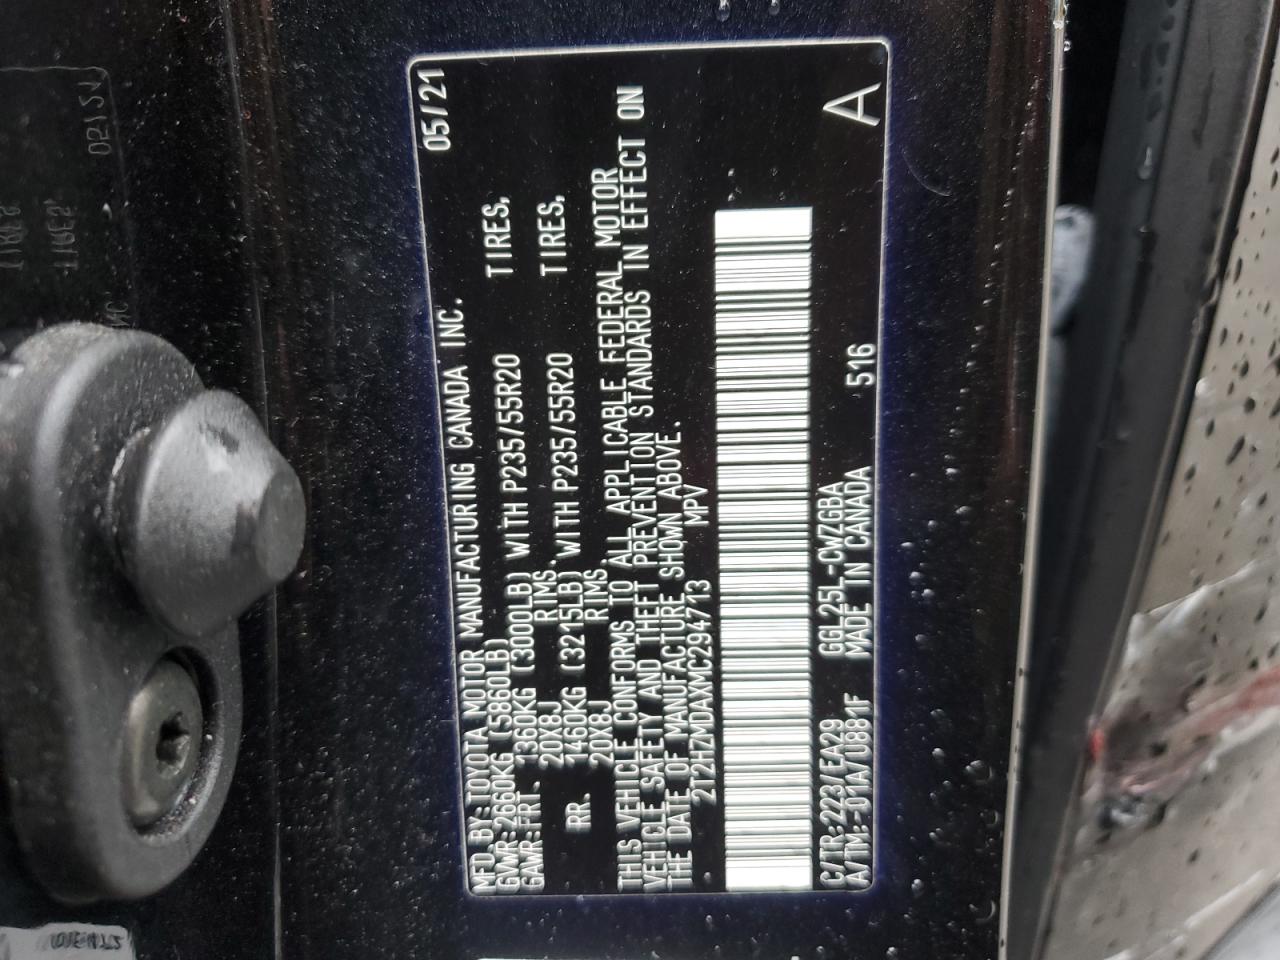 05/21
MFD.BY:TOYOTA MOTOR MANUFACTURING CANADA INC.
GVWR:2660KG (5860LB)
GAWR:FRT. 1360KG (3000LB) WITH P235/55R20 TIRES,
20X8J RIMS.
RR. 1460KG (3215LB) WITH P235/55R20 TIRES,
20X8J RIMS
THIS VEHICLE CONFORMS TO ALL APPLICABLE FEDERAL MOTOR
VEHICLE SAFETY AND THEFT PREVENTION STANDARDS IN EFFECT ON
THE DATE OF MANUFACTURE SHOWN ABOVE.
2T2HZMDAXMC294713 MPV
C/TR:223/EA29 GGL25L-CWZGBA
A/TM:-01A/U881F MADE IN CANADA 516
A